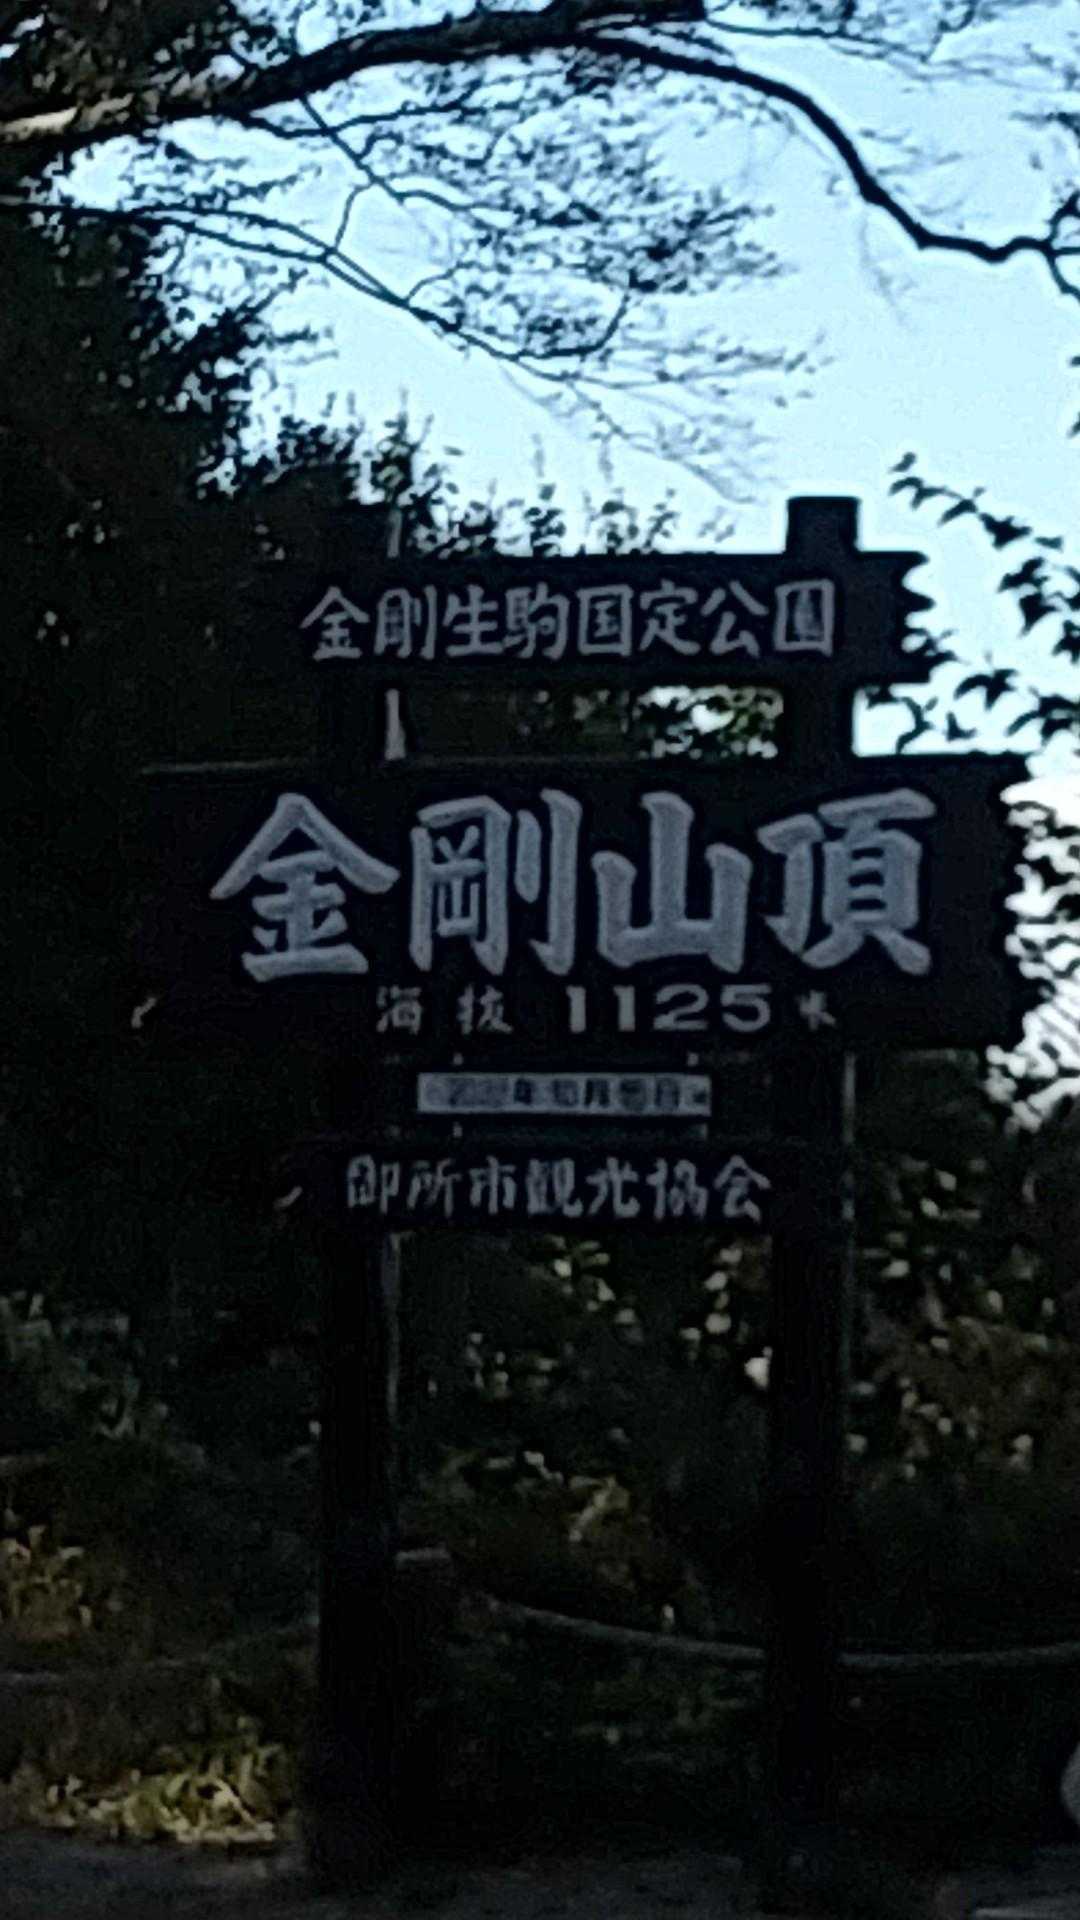 金剛生駒国定公園
金剛山頂
海抜 1125 米
御所市観光協会